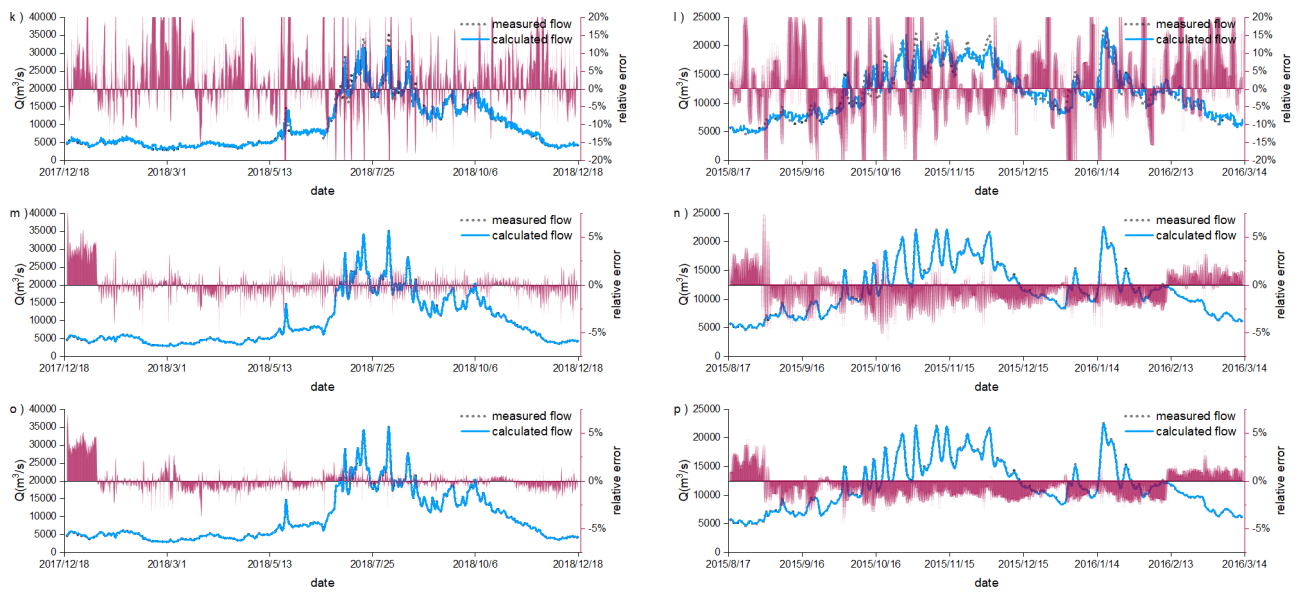 k )
40000
35000
30000
25000
20000
15000
10000
5000
0
Q(m³/s)
measured flow
calculated flow
20%
15%
10%
5%
0%
-5%
-10%
-15%
-20%
relative error
2017/12/18 2018/3/1 2018/5/13 2018/7/25 2018/10/6 2018/12/18
date
l )
25000
20000
15000
10000
5000
0
Q(m³/s)
measured flow
calculated flow
20%
15%
10%
5%
0%
-5%
-10%
-15%
-20%
relative error
2015/8/17 2015/9/16 2015/10/16 2015/11/15 2015/12/15 2016/1/14 2016/2/13 2016/3/14
date
m )
40000
35000
30000
25000
20000
15000
10000
5000
0
Q(m³/s)
measured flow
calculated flow
5%
0%
-5%
relative error
2017/12/18 2018/3/1 2018/5/13 2018/7/25 2018/10/6 2018/12/18
date
n )
25000
20000
15000
10000
5000
0
Q(m³/s)
measured flow
calculated flow
5%
0%
-5%
relative error
2015/8/17 2015/9/16 2015/10/16 2015/11/15 2015/12/15 2016/1/14 2016/2/13 2016/3/14
date
o )
40000
35000
30000
25000
20000
15000
10000
5000
0
Q(m³/s)
measured flow
calculated flow
5%
0%
-5%
relative error
2017/12/18 2018/3/1 2018/5/13 2018/7/25 2018/10/6 2018/12/18
date
p )
25000
20000
15000
10000
5000
0
Q(m³/s)
measured flow
calculated flow
5%
0%
-5%
relative error
2015/8/17 2015/9/16 2015/10/16 2015/11/15 2015/12/15 2016/1/14 2016/2/13 2016/3/14
date